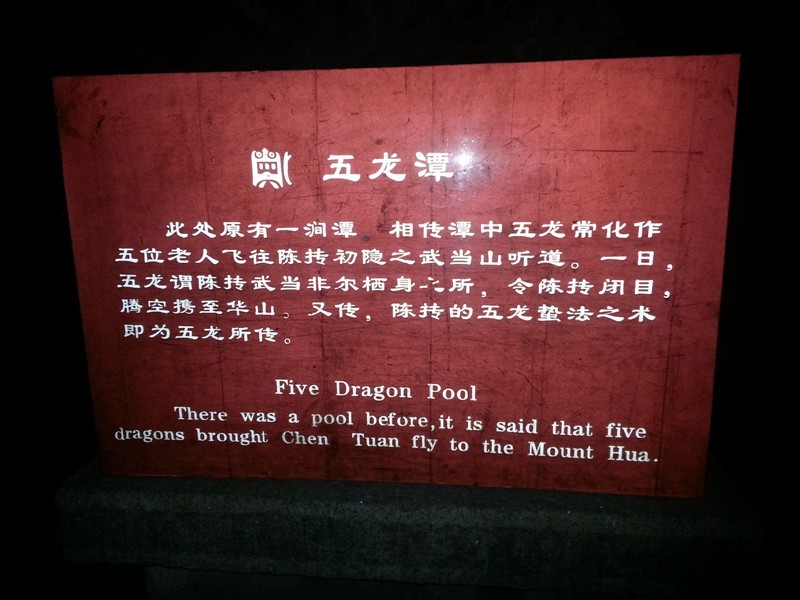 五龙潭
此处原有一涧潭 相传潭中五龙常化作
五位老人飞往陈抟初隐之武当山听道。一日,
五龙谓陈抟武当非尔栖身之所,令陈抟闭目,
腾空携至华山。又传,陈抟的五龙蛰法之术
即为五龙所传。
Five Dragon Pool
There was a pool before,it is said that five
dragons brought Chen Tuan fly to the Mount Hua.